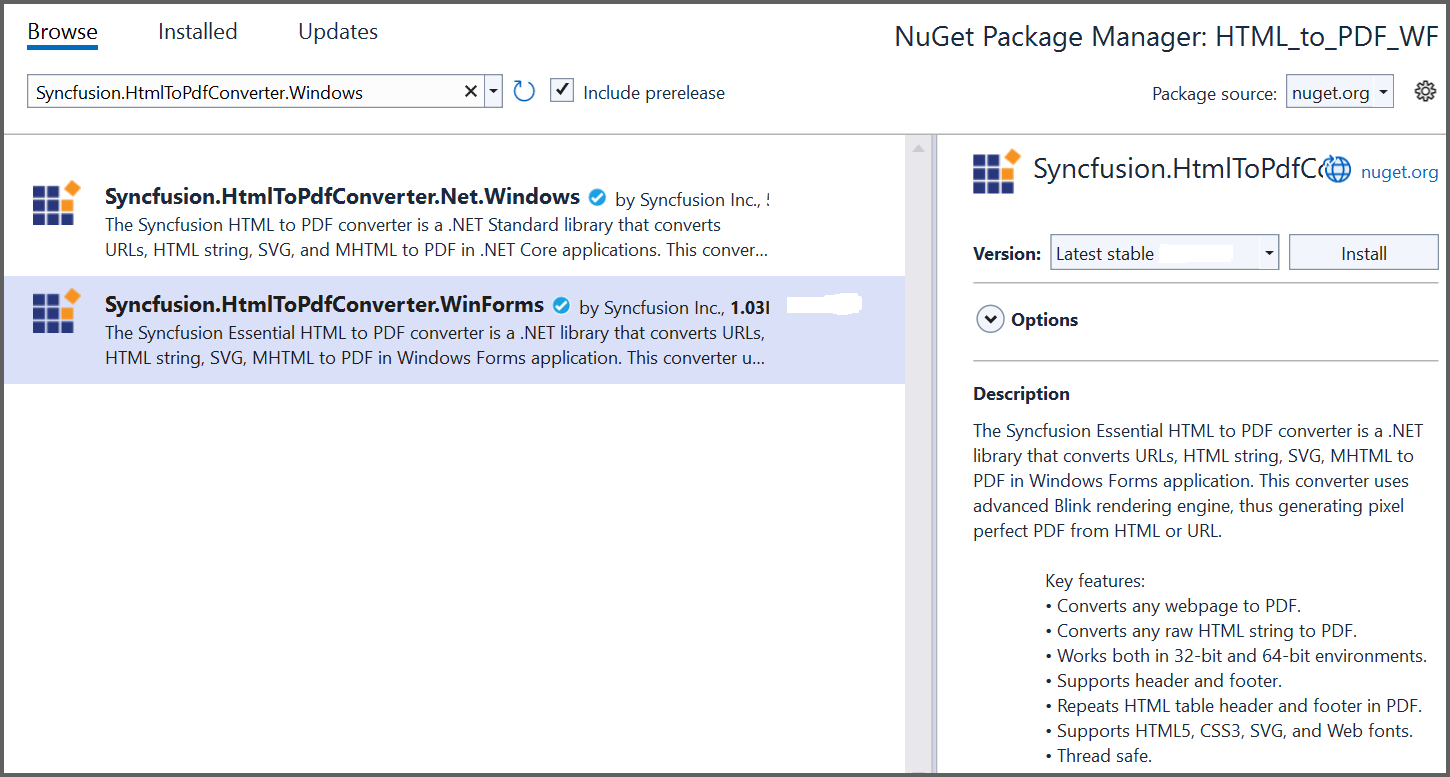 Browse Installed Updates
NuGet Package Manager: HTML_to_PDF_WF
Syncfusion.HtmlToPdfConverter.Windows
Include prerelease
Package source: nuget.org
Syncfusion.HtmlToPdfConverter.Net.Windows by Syncfusion Inc.,
The Syncfusion HTML to PDF converter is a .NET Standard library that converts
URLs, HTML string, SVG, and MHTML to PDF in .NET Core applications. This conver...
Syncfusion.HtmlToPdfConverter.WinForms by Syncfusion Inc., 1.03
The Syncfusion Essential HTML to PDF converter is a .NET library that converts URLs,
HTML string, SVG, MHTML to PDF in Windows Forms application. This converter u...
Syncfusion.HtmlToPdfC nuget.org
Version: Latest stable Install
Options
Description
The Syncfusion Essential HTML to PDF converter is a .NET
library that converts URLs, HTML string, SVG, MHTML to
PDF in Windows Forms application. This converter uses
advanced Blink rendering engine, thus generating pixel
perfect PDF from HTML or URL.
Key features:
• Converts any webpage to PDF.
• Converts any raw HTML string to PDF.
• Works both in 32-bit and 64-bit environments.
• Supports header and footer.
• Repeats HTML table header and footer in PDF.
• Supports HTML5, CSS3, SVG, and Web fonts.
• Thread safe.